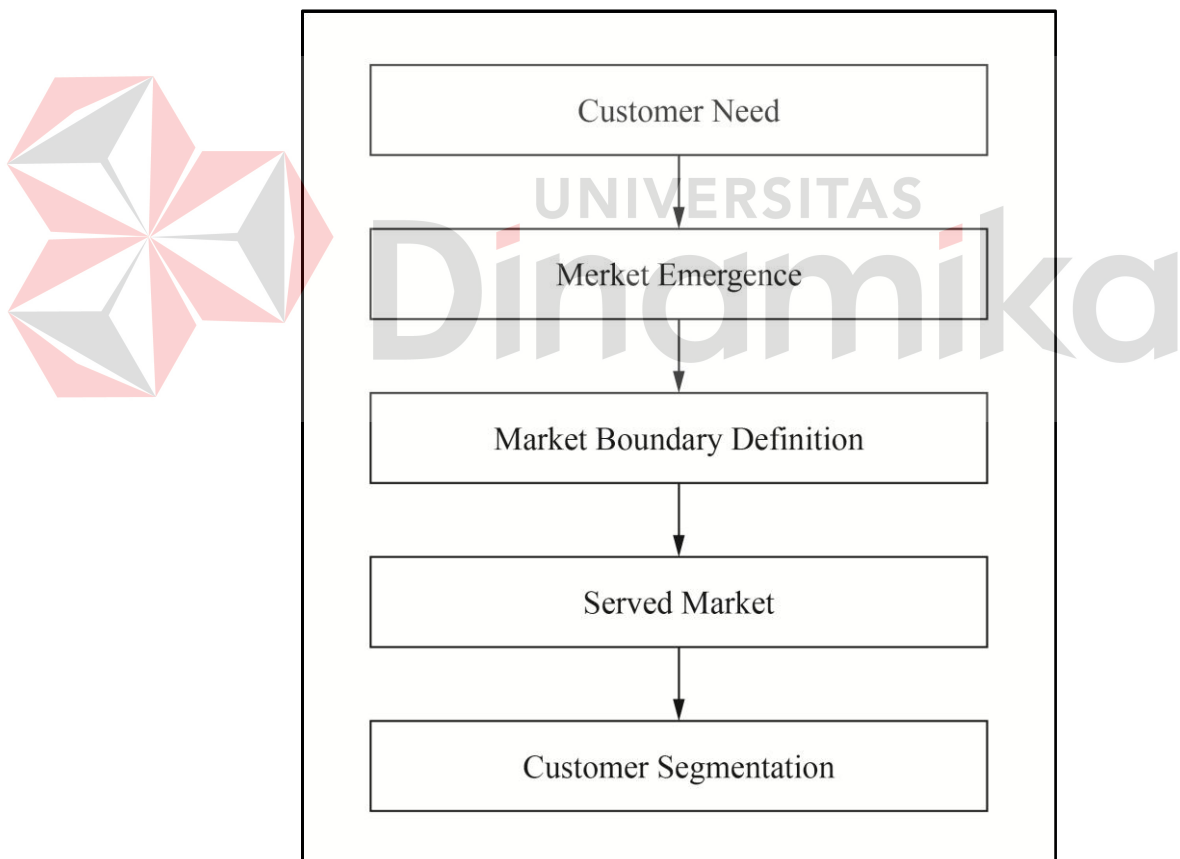 Customer Need
UNIVERSITAS
Dinamika
Merket Emergence
Market Boundary Definition
Served Market
Customer Segmentation